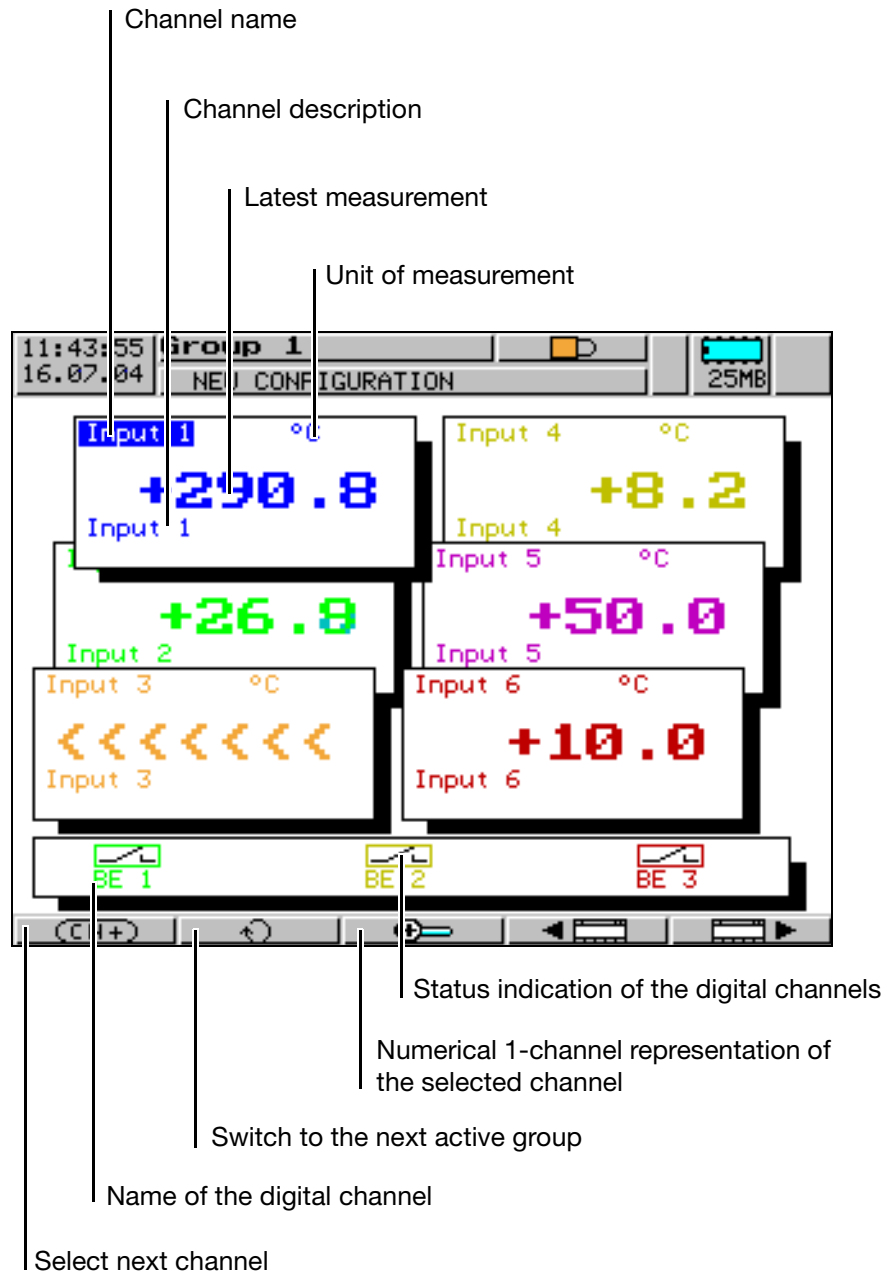 Channel name
Channel description
Latest measurement
Unit of measurement
11:43:55 Group 1
16.07.04 NEU CONFIGURATION 25MB
Input 1 °C Input 4 °C
+290.8 +8.2
Input 1 Input 4
Input 5 °C
+26.9 +50.0
Input 2 Input 5
Input 3 °C Input 6 °C
<<<<<<< +10.0
Input 3 Input 6
BE 1 BE 2 BE 3
(CH+)
Status indication of the digital channels
Numerical 1-channel representation of
the selected channel
Switch to the next active group
Name of the digital channel
Select next channel